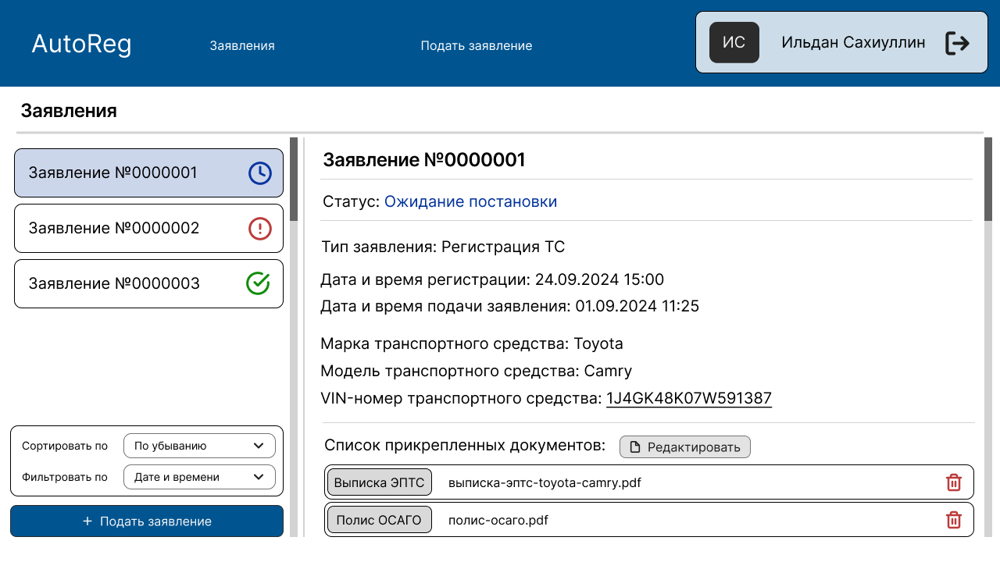 AutoReg
Заявления
Подать заявление
ИС
Ильдан Сахиуллин
Заявления
Заявление №0000001
Заявление №0000002
Заявление №0000003
Сортировать по
По убыванию
Фильтровать по
Дате и времени
+ Подать заявление
Заявление №0000001
Статус: Ожидание постановки
Тип заявления: Регистрация ТС
Дата и время регистрации: 24.09.2024 15:00
Дата и время подачи заявления: 01.09.2024 11:25
Марка транспортного средства: Toyota
Модель транспортного средства: Camry
VIN-номер транспортного средства: 1J4GK48K07W591387
Список прикрепленных документов:
Редактировать
Выписка ЭПТС
выписка-эптс-toyota-camry.pdf
Полис ОСАГО
полис-осаго.pdf